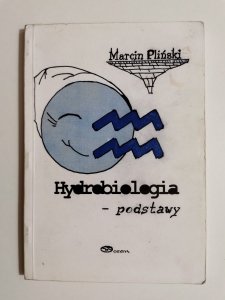 Marcin Pliński
Hydrobiologia
- podstawy